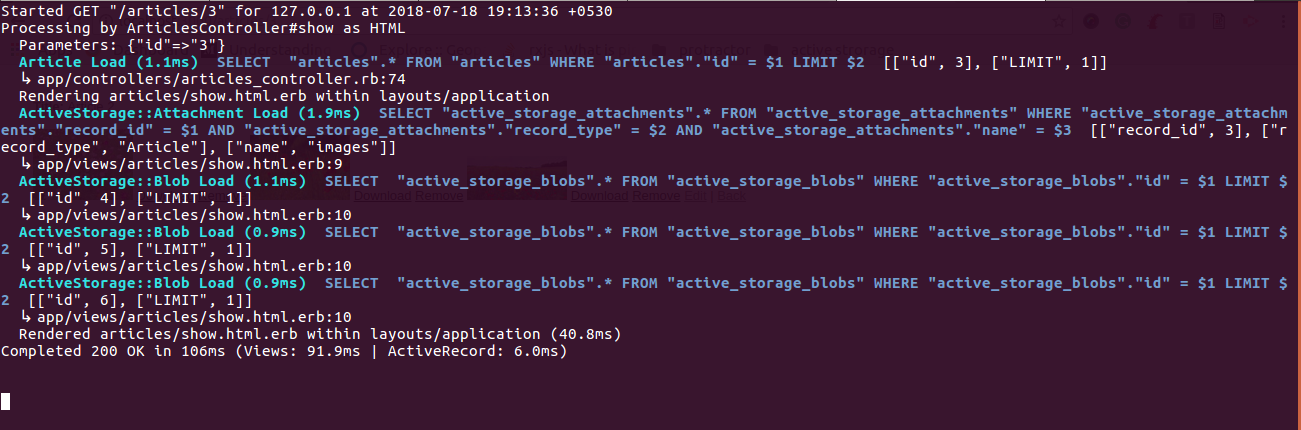 Started GET "/articles/3" for 127.0.0.1 at 2018-07-18 19:13:36 +0530
Processing by ArticlesController#show as HTML
  Parameters: {"id"=>"3"}
  Article Load (1.1ms)  SELECT  "articles".* FROM "articles" WHERE "articles"."id" = $1 LIMIT $2  [["id", 3], ["LIMIT", 1]]
  ↳ app/controllers/articles_controller.rb:74
  Rendering articles/show.html.erb within layouts/application
  ActiveStorage::Attachment Load (1.9ms)  SELECT "active_storage_attachments".* FROM "active_storage_attachments" WHERE "active_storage_attachm
ents"."record_id" = $1 AND "active_storage_attachments"."record_type" = $2 AND "active_storage_attachments"."name" = $3  [["record_id", 3], ["r
ecord_type", "Article"], ["name", "images"]]
  ↳ app/views/articles/show.html.erb:9
  ActiveStorage::Blob Load (1.1ms)  SELECT  "active_storage_blobs".* FROM "active_storage_blobs" WHERE "active_storage_blobs"."id" = $1 LIMIT $
2  [["id", 4], ["LIMIT", 1]]
Download Remove Download Remove Edit | Back
  ↳ app/views/articles/show.html.erb:10
  ActiveStorage::Blob Load (0.9ms)  SELECT  "active_storage_blobs".* FROM "active_storage_blobs" WHERE "active_storage_blobs"."id" = $1 LIMIT $
2  [["id", 5], ["LIMIT", 1]]
  ↳ app/views/articles/show.html.erb:10
  ActiveStorage::Blob Load (0.9ms)  SELECT  "active_storage_blobs".* FROM "active_storage_blobs" WHERE "active_storage_blobs"."id" = $1 LIMIT $
2  [["id", 6], ["LIMIT", 1]]
  ↳ app/views/articles/show.html.erb:10
  Rendered articles/show.html.erb within layouts/application (40.8ms)
Completed 200 OK in 106ms (Views: 91.9ms | ActiveRecord: 6.0ms)